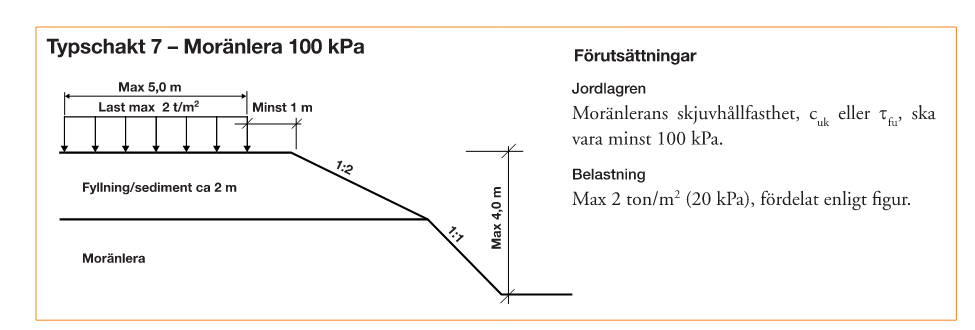 Typschakt 7 – Moränlera 100 kPa
Max 5,0 m
Last max 2 t/m²
Minst 1 m
1:2
Fyllning/sediment ca 2 m
Max 4,0 m
1:1
Moränlera
Förutsättningar
Jordlagren
Moränlerans skjuvhållfasthet, c_uk eller τ_fu, ska
vara minst 100 kPa.
Belastning
Max 2 ton/m² (20 kPa), fördelat enligt figur.